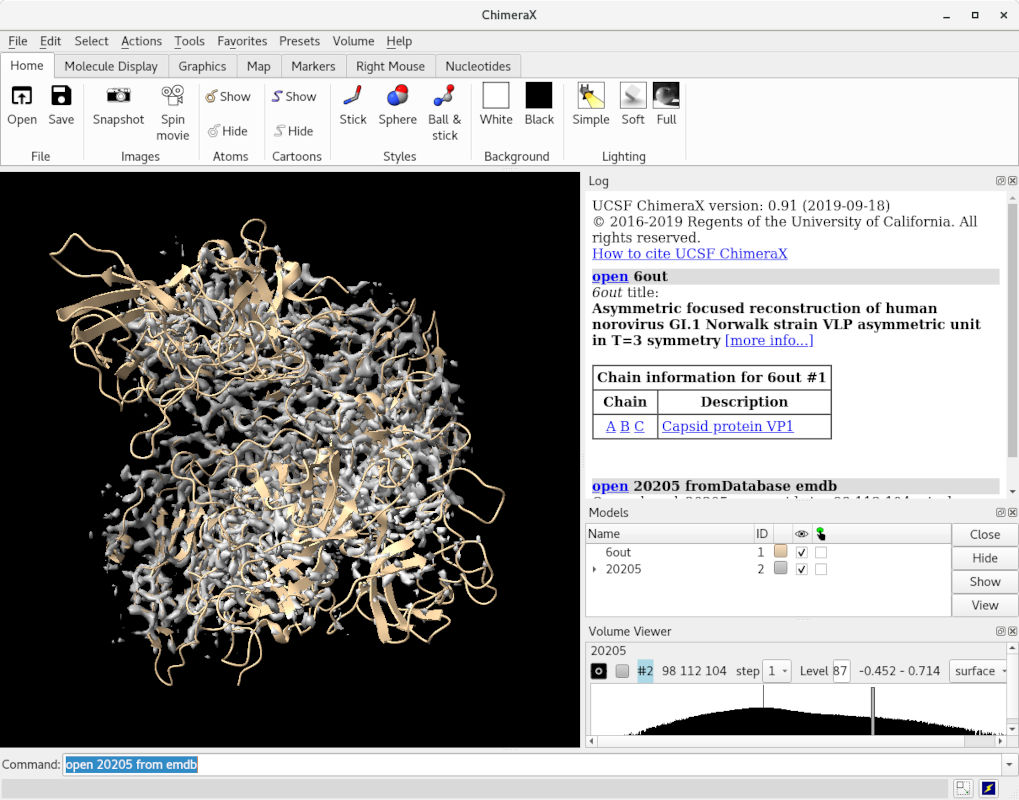 ChimeraX
File Edit Select Actions Tools Favorites Presets Volume Help
Home Molecule Display Graphics Map Markers Right Mouse Nucleotides
Open Save Snapshot Spin movie Show Hide Show Hide Stick Sphere Ball & stick White Black Simple Soft Full
File Images Atoms Cartoons Styles Background Lighting
Log
UCSF ChimeraX version: 0.91 (2019-09-18)
© 2016-2019 Regents of the University of California. All
rights reserved.
How to cite UCSF ChimeraX
open 6out
6out title:
Asymmetric focused reconstruction of human
norovirus GI.1 Norwalk strain VLP asymmetric unit
in T=3 symmetry [more info...]
Chain information for 6out #1
Chain Description
A B C Capsid protein VP1
open 20205 fromDatabase emdb
Models
Name ID
6out 1
20205 2
Close
Hide
Show
View
Volume Viewer
20205
#2 98 112 104 step 1 Level 87 -0.452 - 0.714 surface
Command: open 20205 from emdb